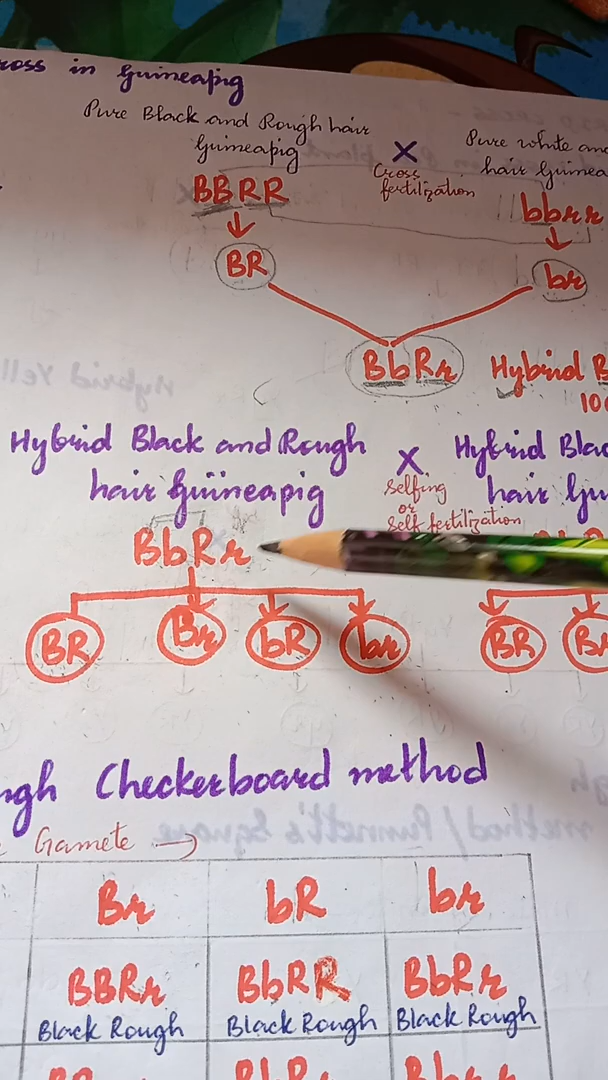 ross in Guineapig
Pure Black and Rough hair
Guineapig
X
Cross
fertilization
Pure white and
hair Guinea
BBRR
bbrr
BR
br
BbRr
Hybrid B
100
Hybrid Black and Rough
hair Guineapig
X
Selfing
or
Self fertilization
Hybrid Blac
hair Gu
BbRr
BR Br bR br
BR
Checkerboard method
Gamete →
Br bR br
BBRr BbRR BbRr
Black Rough Black Rough Black Rough